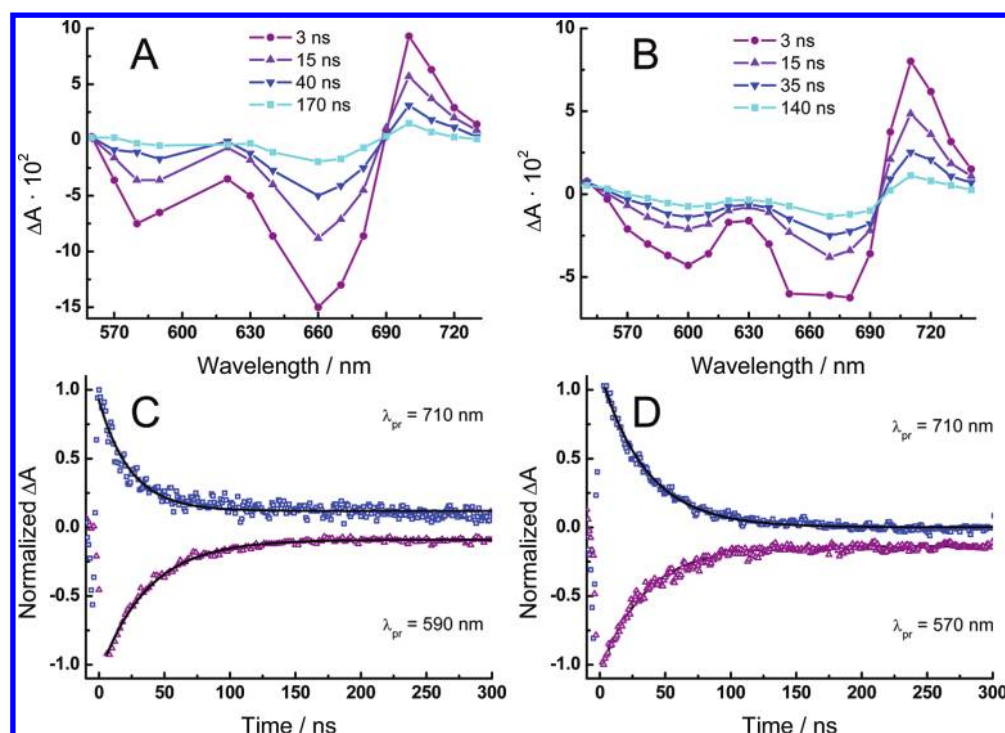 A
3 ns
15 ns
40 ns
170 ns
10
5
0
-5
-10
-15
ΔA · 10²
570 600 630 660 690 720
Wavelength / nm
B
3 ns
15 ns
35 ns
140 ns
10
5
0
-5
ΔA · 10²
570 600 630 660 690 720
Wavelength / nm
C
λpr = 710 nm
λpr = 590 nm
1.0
0.5
0.0
-0.5
-1.0
Normalized ΔA
0 50 100 150 200 250 300
Time / ns
D
λpr = 710 nm
λpr = 570 nm
1.0
0.5
0.0
-0.5
-1.0
Normalized ΔA
0 50 100 150 200 250 300
Time / ns